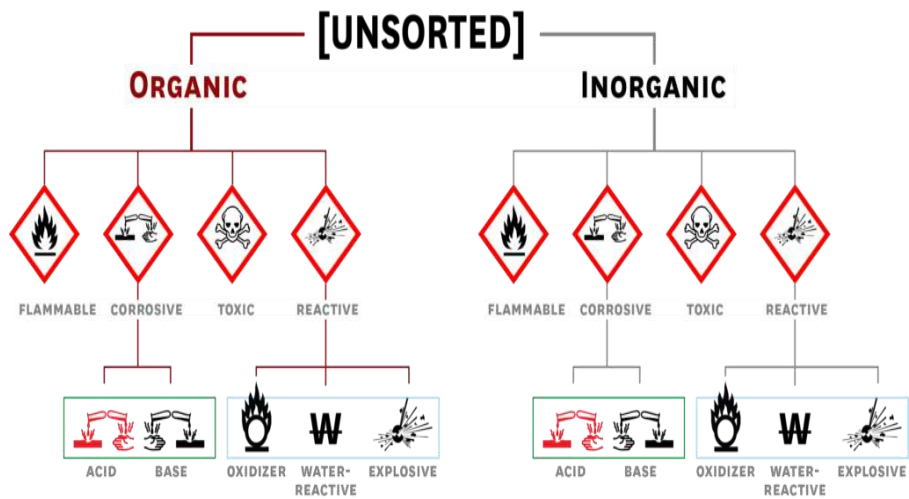 [UNSORTED]
ORGANIC
INORGANIC
FLAMMABLE CORROSIVE TOXIC REACTIVE
FLAMMABLE CORROSIVE TOXIC REACTIVE
ACID BASE
OXIDIZER WATER-
REACTIVE EXPLOSIVE
ACID BASE
OXIDIZER WATER-
REACTIVE EXPLOSIVE
W
W